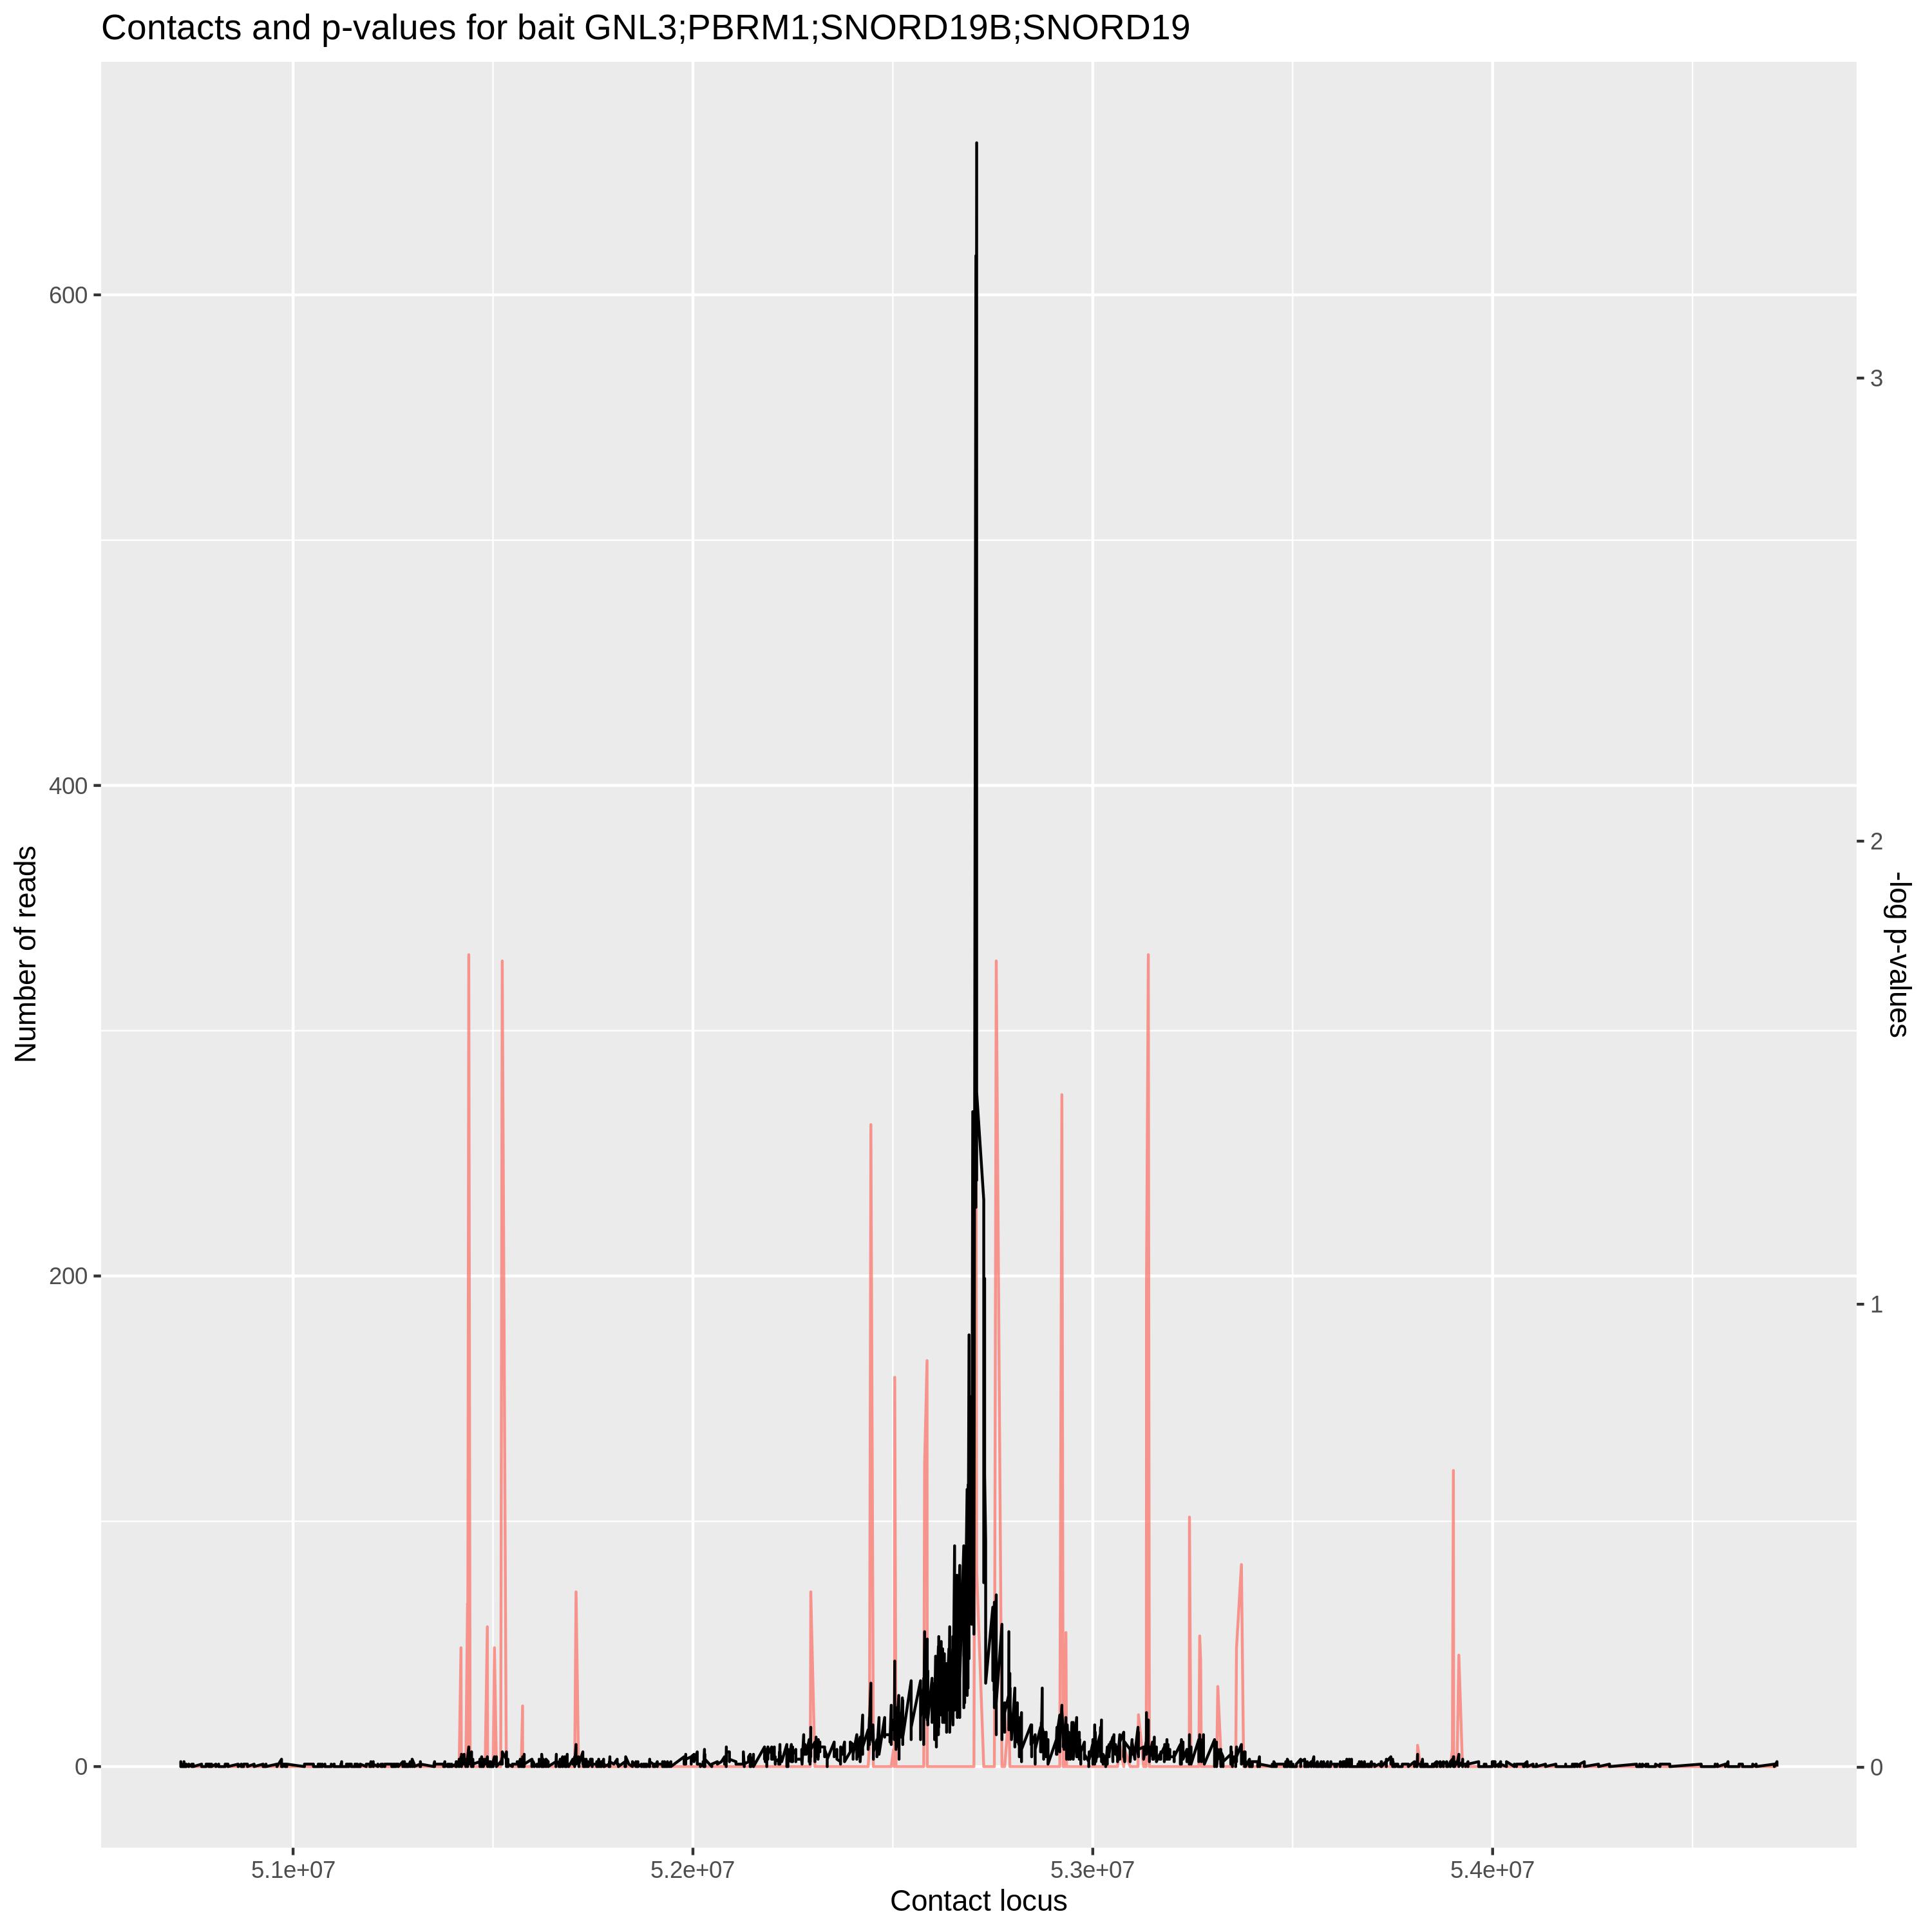 Contacts and p-values for bait GNL3;PBRM1;SNORD19B;SNORD19
600
400
200
0
Number of reads
3
2
1
0
-log p-values
5.1e+07
5.2e+07
5.3e+07
5.4e+07
Contact locus